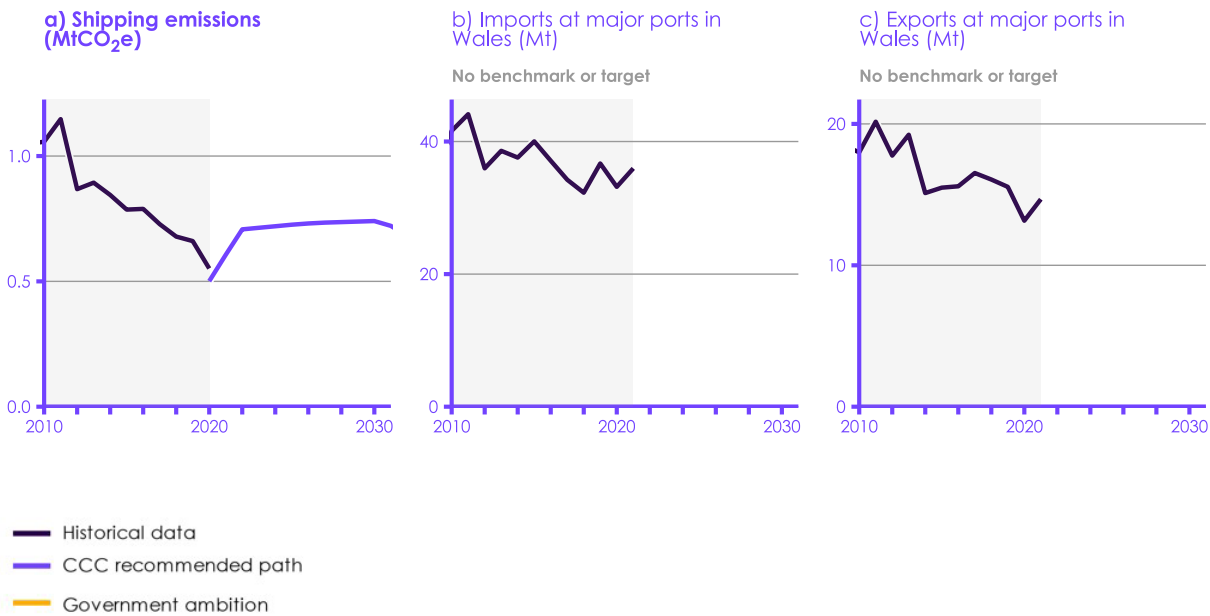 a) Shipping emissions
(MtCO₂e)
1.0
0.5
0.0
2010
2020
2030
b) Imports at major ports in
Wales (Mt)
No benchmark or target
40
20
0
2010
2020
2030
c) Exports at major ports in
Wales (Mt)
No benchmark or target
20
10
0
2010
2020
2030
Historical data
CCC recommended path
Government ambition